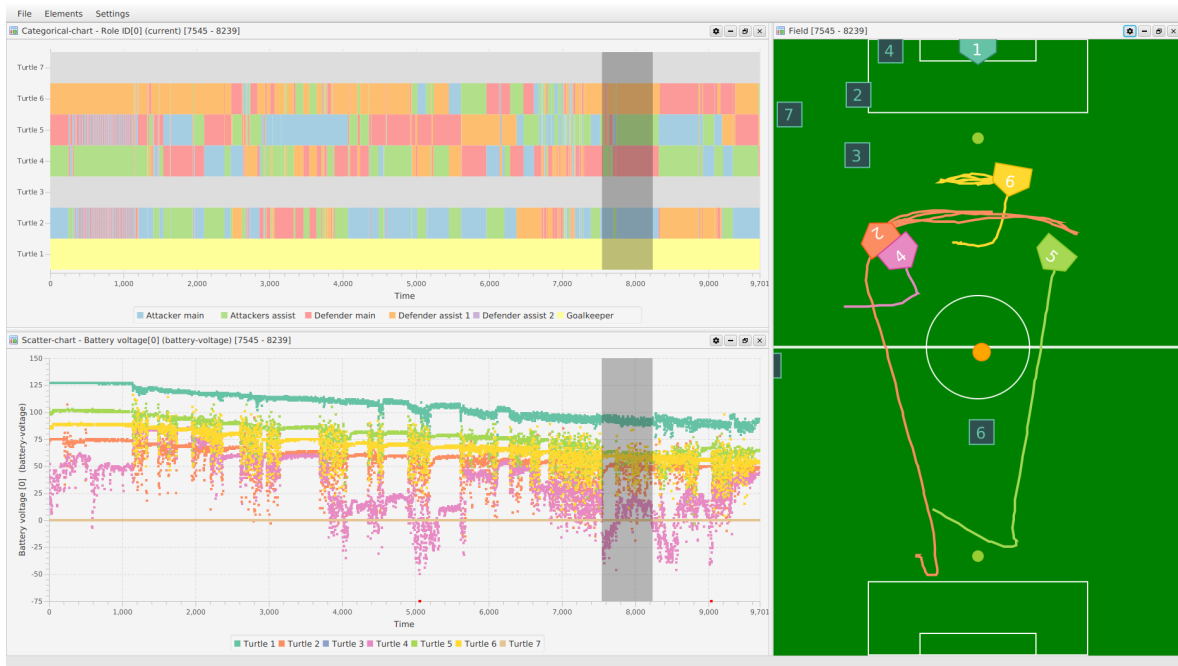 File Elements Settings
Categorical-chart - Role ID[0] (current) [7545 - 8239]
Turtle 7
Turtle 6
Turtle 5
Turtle 4
Turtle 3
Turtle 2
Turtle 1
0 1,000 2,000 3,000 4,000 5,000 6,000 7,000 8,000 9,000 9,701
Time
Attacker main Attackers assist Defender main Defender assist 1 Defender assist 2 Goalkeeper
Scatter-chart - Battery voltage[0] (battery-voltage) [7545 - 8239]
Battery voltage [0] (battery-voltage)
150
125
100
75
50
25
0
-25
-50
-75
0 1,000 2,000 3,000 4,000 5,000 6,000 7,000 8,000 9,000 9,701
Time
Turtle 1 Turtle 2 Turtle 3 Turtle 4 Turtle 5 Turtle 6 Turtle 7
Field [7545 - 8239]
4 1
2
7
3
6
2
4 5
6